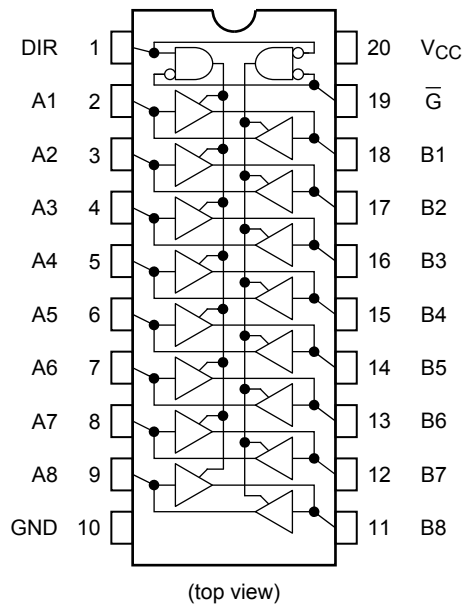 DIR 1 20 VCC
A1 2 19 G̅
A2 3 18 B1
A3 4 17 B2
A4 5 16 B3
A5 6 15 B4
A6 7 14 B5
A7 8 13 B6
A8 9 12 B7
GND 10 11 B8
(top view)